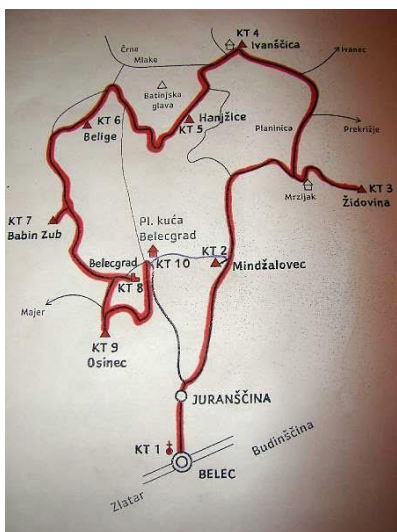 KT 4
Ivanščica
Črne
Mlake
Ivanec
Batinjska
glava
KT 6
Belige
KT 5
Hanjžice
Planinica
Prekrižje
KT 3
Židovina
Mrzljak
KT 7
Babin Zub
Pl. kuća
Belecgrad
KT 2
Mindžalovec
Belecgrad
KT 10
KT 8
Majer
KT 9
Osinec
JURANŠČINA
KT 1
BELEC
Budinščina
Zlatar